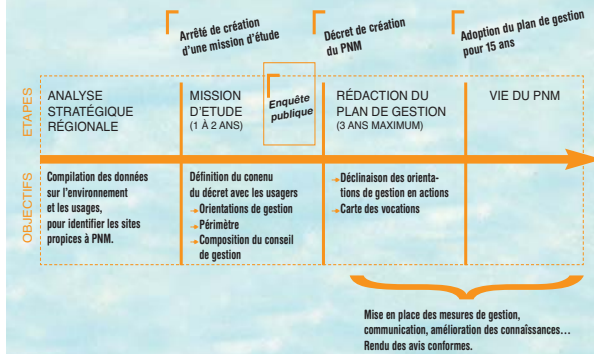 Arrêté de création
d'une mission d'étude
Décret de création
du PNM
Adoption du plan de gestion
pour 15 ans
ETAPES
ANALYSE
STRATÉGIQUE
RÉGIONALE
MISSION
D'ETUDE
(1 À 2 ANS)
Enquête
publique
RÉDACTION DU
PLAN DE GESTION
(3 ANS MAXIMUM)
VIE DU PNM
OBJECTIFS
Compilation des données
sur l'environnement
et les usages,
pour identifier les sites
propices à PNM.
Définition du conenu
du décret avec les usagers
→Orientations de gestion
→Périmètre
→Composition du conseil
de gestion
→Déclinaison des orienta-
tions de gestion en actions
→Carte des vocations
Mise en place des mesures de gestion,
communication, amélioration des connaîssances…
Rendu des avis conformes.